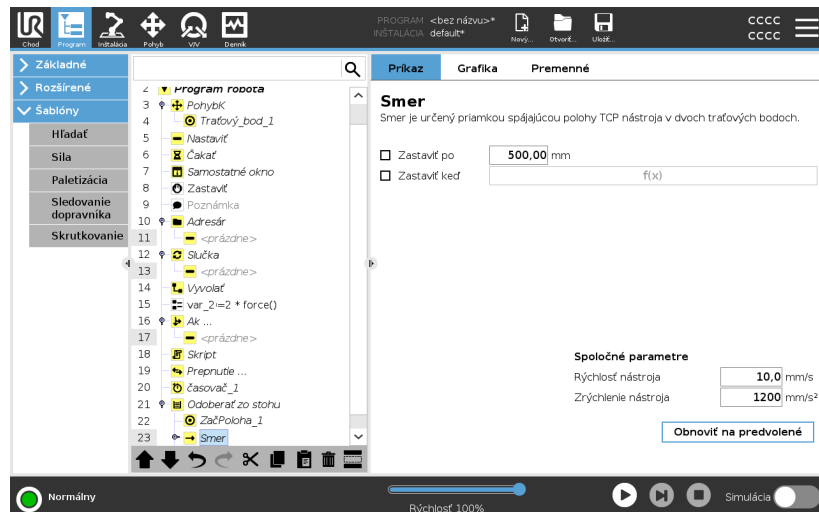 PROGRAM <bez názvu>*
INŠTALÁCIA default*
Chod Program Inštalácia Pohyb V/V Denník
Nový... Otvoriť... Uložiť...
CCCC
CCCC
Základné
Rozšírené
Šablóny
Hľadať
Sila
Paletizácia
Sledovanie
dopravníka
Skrutkovanie
2 Program robota
3 PohybK
4 Traťový_bod_1
5 Nastaviť
6 Čakať
7 Samostatné okno
8 Zastaviť
9 Poznámka
10 Adresár
11 <prázdne>
12 Slučka
13 <prázdne>
14 Vyvolať
15 var_2≔2 * force()
16 Ak ...
17 <prázdne>
18 Skript
19 Prepnutie ...
20 časovač_1
21 Odoberať zo stohu
22 ZačPoloha_1
23 Smer
Príkaz Grafika Premenné
Smer
Smer je určený priamkou spájajúcou polohy TCP nástroja v dvoch traťových bodoch.
Zastaviť po 500,00 mm
Zastaviť keď f(x)
Spoločné parametre
Rýchlosť nástroja 10,0 mm/s
Zrýchlenie nástroja 1200 mm/s²
Obnoviť na predvolené
Normálny
Rýchlosť 100%
Simulácia